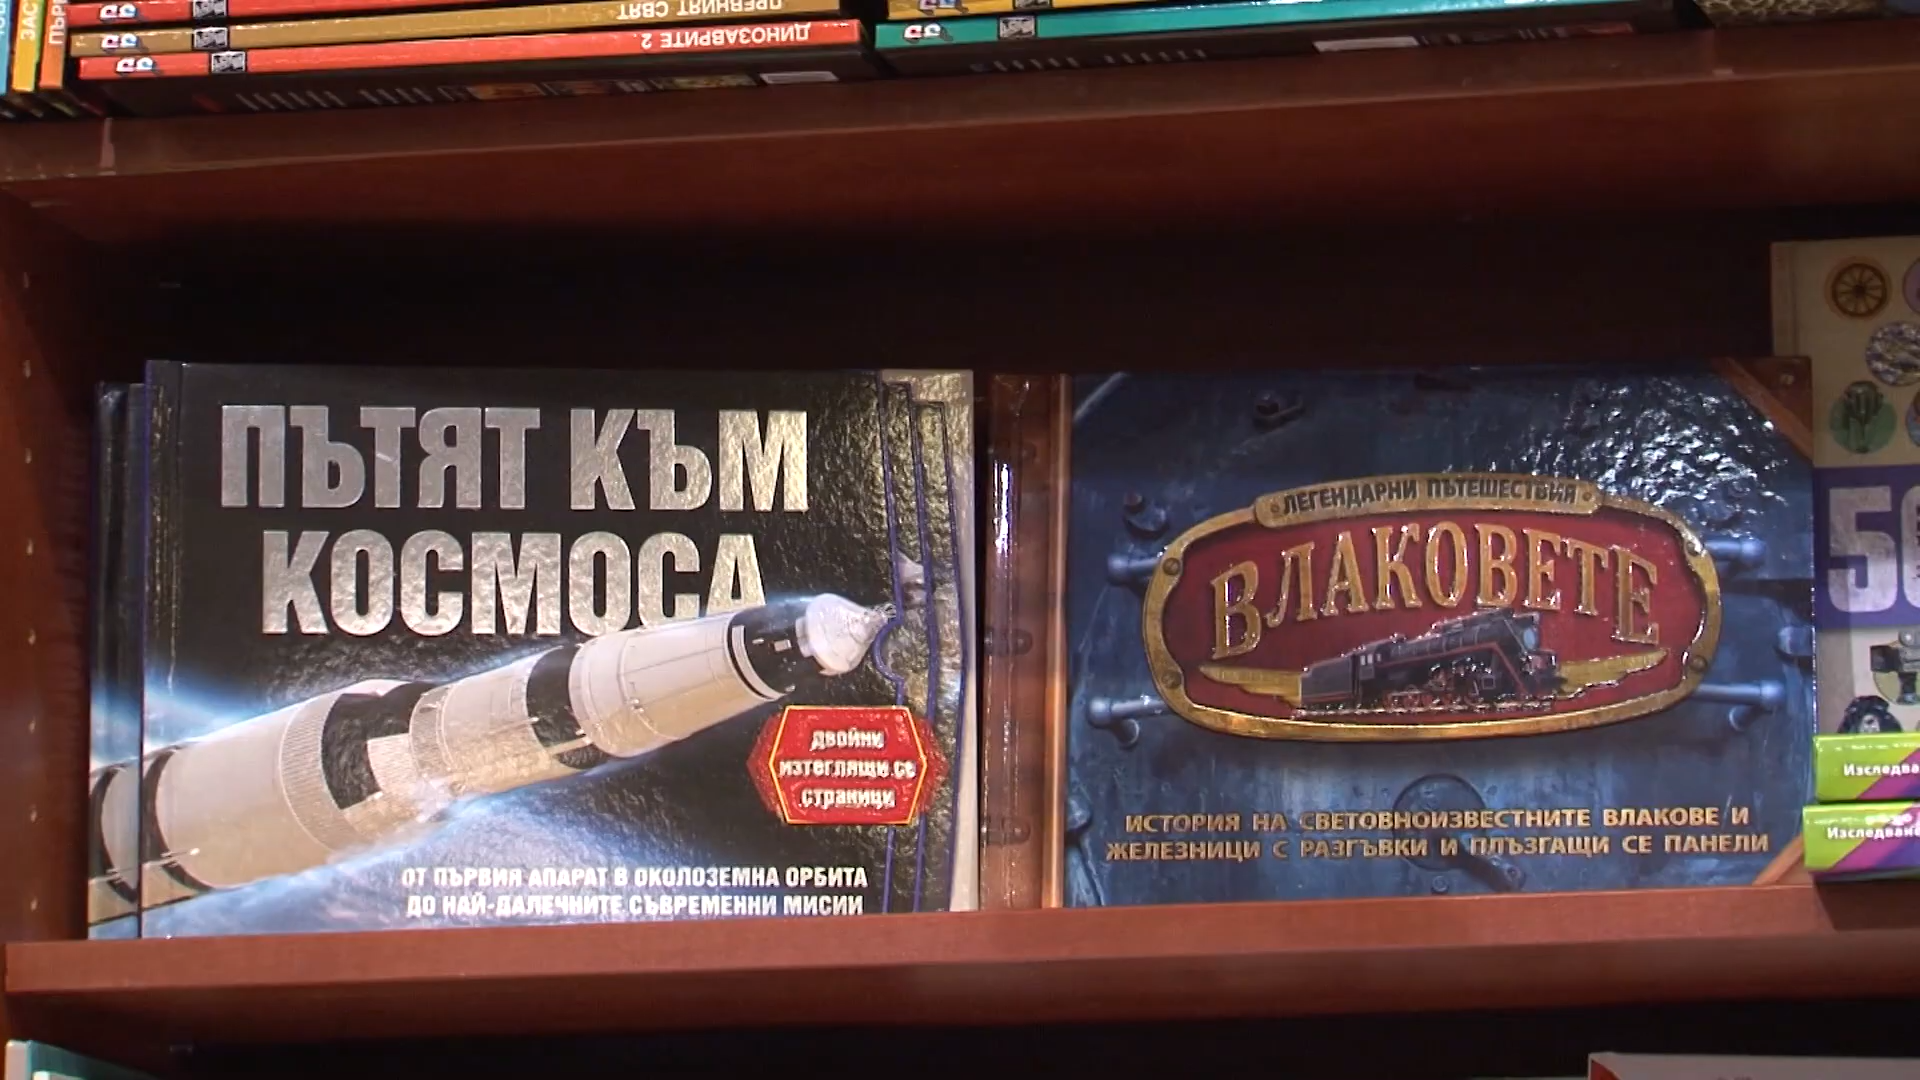 ДРЕВНИЯТ СВЯТ
ДИНОЗАВРИТЕ 2
ПЪТЯТ КЪМ
КОСМОСА
ДВОЙНИ
ИЗТЕГЛЯЩИ СЕ
СТРАНИЦИ
ОТ ПЪРВИЯ АПАРАТ В ОКОЛОЗЕМНА ОРБИТА
ДО НАЙ-ДАЛЕЧНИТЕ СЪВРЕМЕННИ МИСИИ
ЛЕГЕНДАРНИ ПЪТЕШЕСТВИЯ
ВЛАКОВЕТЕ
ИСТОРИЯ НА СВЕТОВНОИЗВЕСТНИТЕ ВЛАКОВЕ И
ЖЕЛЕЗНИЦИ С РАЗГЪВКИ И ПЛЪЗГАЩИ СЕ ПАНЕЛИ